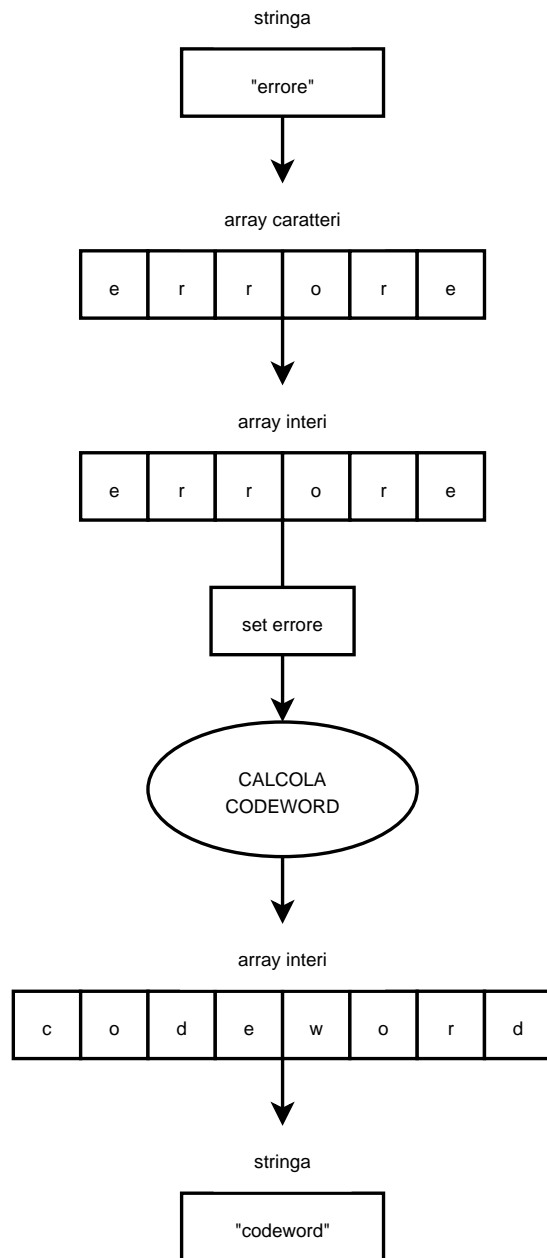 stringa
"errore"
array caratteri
e r r o r e
array interi
e r r o r e
set errore
CALCOLA
CODEWORD
array interi
c o d e w o r d
stringa
"codeword"